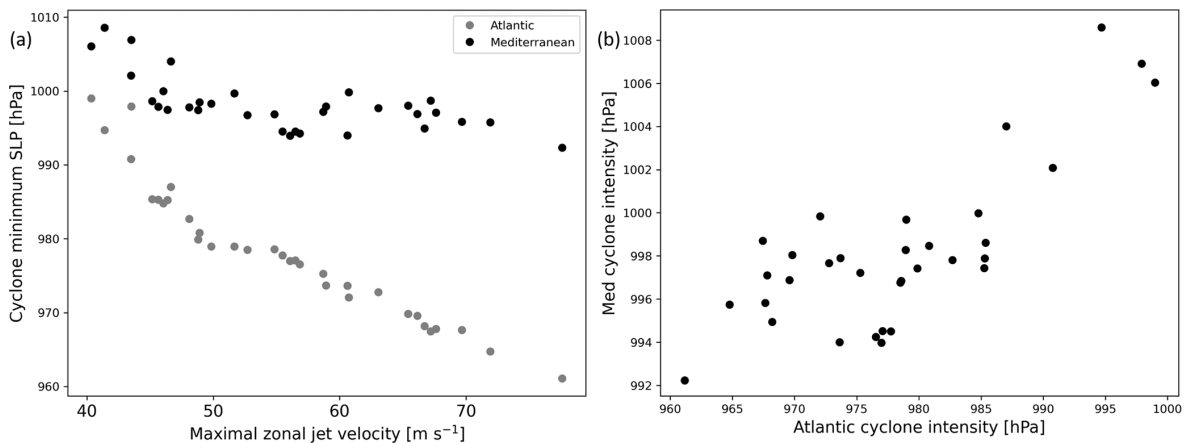 (a)
Atlantic
Mediterranean
Cyclone mininmum SLP [hPa]
1010
1000
990
980
970
960
40 50 60 70
Maximal zonal jet velocity [m s⁻¹]
(b)
Med cyclone intensity [hPa]
1008
1006
1004
1002
1000
998
996
994
992
960 965 970 975 980 985 990 995 1000
Atlantic cyclone intensity [hPa]